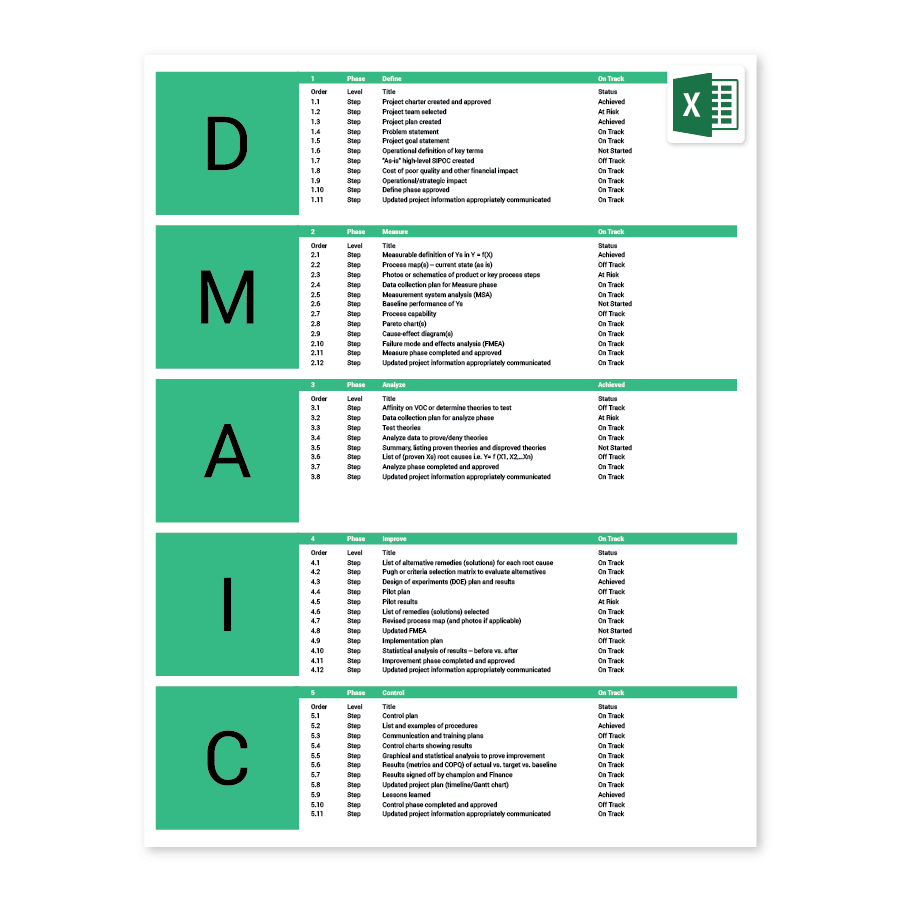 D
1 Phase Define On Track
Order Level Title Status
1.1 Step Project charter created and approved Achieved
1.2 Step Project team selected At Risk
1.3 Step Project plan created Achieved
1.4 Step Problem statement On Track
1.5 Step Project goal statement On Track
1.6 Step Operational definition of key terms Not Started
1.7 Step "As-is" high-level SIPOC created Off Track
1.8 Step Cost of poor quality and other financial impact On Track
1.9 Step Operational/strategic impact On Track
1.10 Step Define phase approved On Track
1.11 Step Updated project information appropriately communicated On Track
X
M
2 Phase Measure On Track
Order Level Title Status
2.1 Step Measurable definition of Ys in Y = f(X) Achieved
2.2 Step Process map(s) – current state (as is) Off Track
2.3 Step Photos or schematics of product or key process steps At Risk
2.4 Step Data collection plan for Measure phase On Track
2.5 Step Measurement system analysis (MSA) On Track
2.6 Step Baseline performance of Ys Not Started
2.7 Step Process capability Off Track
2.8 Step Pareto chart(s) On Track
2.9 Step Cause-effect diagram(s) On Track
2.10 Step Failure mode and effects analysis (FMEA) On Track
2.11 Step Measure phase completed and approved On Track
2.12 Step Updated project information appropriately communicated On Track
A
3 Phase Analyze Achieved
Order Level Title Status
3.1 Step Affinity on VOC or determine theories to test Off Track
3.2 Step Data collection plan for analyze phase At Risk
3.3 Step Test theories On Track
3.4 Step Analyze data to prove/deny theories On Track
3.5 Step Summary, listing proven theories and disproved theories Not Started
3.6 Step List of (proven Xs) root causes i.e. Y= f (X1, X2,...Xn) Off Track
3.7 Step Analyze phase completed and approved On Track
3.8 Step Updated project information appropriately communicated On Track
I
4 Phase Improve On Track
Order Level Title Status
4.1 Step List of alternative remedies (solutions) for each root cause On Track
4.2 Step Pugh or criteria selection matrix to evaluate alternatives On Track
4.3 Step Design of experiments (DOE) plan and results Achieved
4.4 Step Pilot plan Off Track
4.5 Step Pilot results At Risk
4.6 Step List of remedies (solutions) selected On Track
4.7 Step Revised process map (and photos if applicable) On Track
4.8 Step Updated FMEA Not Started
4.9 Step Implementation plan Off Track
4.10 Step Statistical analysis of results – before vs. after On Track
4.11 Step Improvement phase completed and approved On Track
4.12 Step Updated project information appropriately communicated On Track
C
5 Phase Control On Track
Order Level Title Status
5.1 Step Control plan On Track
5.2 Step List and examples of procedures Achieved
5.3 Step Communication and training plans Off Track
5.4 Step Control charts showing results On Track
5.5 Step Graphical and statistical analysis to prove improvement On Track
5.6 Step Results (metrics and COPQ) of actual vs. target vs. baseline On Track
5.7 Step Results signed off by champion and Finance On Track
5.8 Step Updated project plan (timeline/Gantt chart) On Track
5.9 Step Lessons learned Achieved
5.10 Step Control phase completed and approved Off Track
5.11 Step Updated project information appropriately communicated On Track